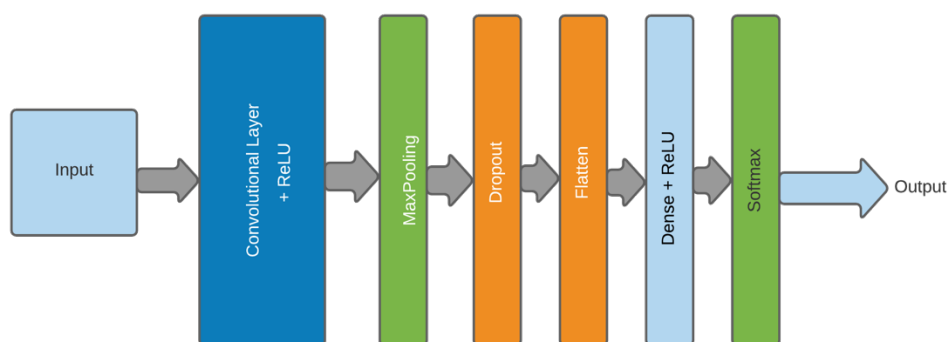 Input
Convolutional Layer
+ ReLU
MaxPooling
Dropout
Flatten
Dense + ReLU
Softmax
Output